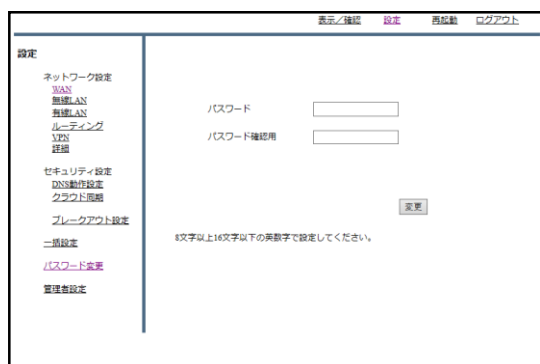 表示／確認 設定 再起動 ログアウト
設定
ネットワーク設定
WAN
無線LAN
有線LAN
ルーティング
VPN
詳細
セキュリティ設定
DNS動作設定
クラウド同期
ブレークアウト設定
一括設定
パスワード変更
管理者設定
パスワード
パスワード確認用
変更
8文字以上16文字以下の英数字で設定してください。